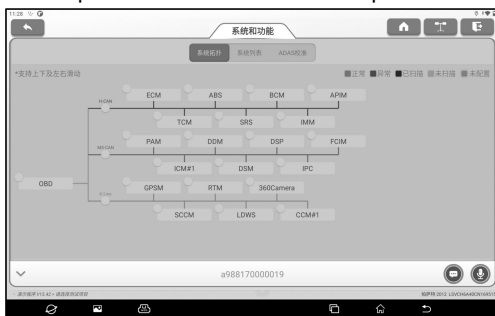 11:28
系统和功能
系统拓扑 系统列表 ADAS校准
*支持上下及左右滑动
正常 异常 已扫描 未扫描 未配置
ECM ABS BCM APIM
H-CAN
TCM SRS IMM
PAM DDM DSP FCIM
MS-CAN
ICM#1 DSM IPC
OBD
GPSM RTM 360Camera
SCCM LDWS CCM#1
a988170000019